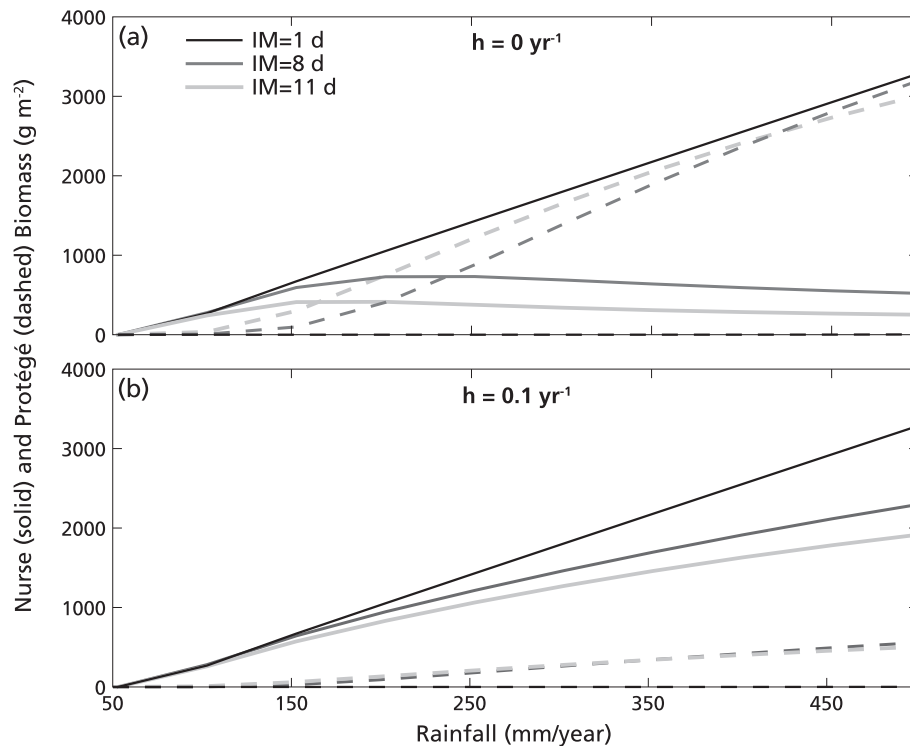 Nurse (solid) and Protégé (dashed) Biomass (g m⁻²)
(a)
h = 0 yr⁻¹
IM=1 d
IM=8 d
IM=11 d
4000
3000
2000
1000
0
(b)
h = 0.1 yr⁻¹
4000
3000
2000
1000
0
50 150 250 350 450
Rainfall (mm/year)